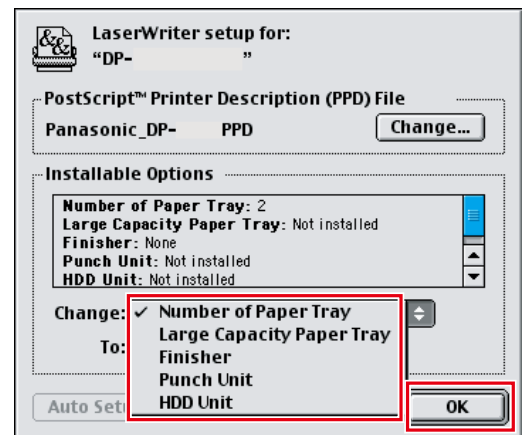 LaserWriter setup for:
“DP- ”
PostScript™ Printer Description (PPD) File
Panasonic_DP- PPD
Change...
Installable Options
Number of Paper Tray: 2
Large Capacity Paper Tray: Not installed
Finisher: None
Punch Unit: Not installed
HDD Unit: Not installed
Change: ✓ Number of Paper Tray
Large Capacity Paper Tray
To:
Finisher
Punch Unit
HDD Unit
Auto
OK